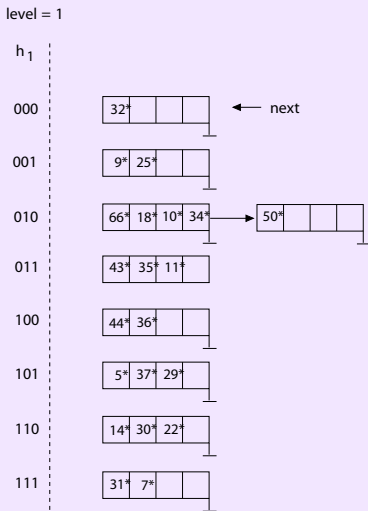 level = 1
h1
000 32* next
001 9* 25*
010 66* 18* 10* 34* 50*
011 43* 35* 11*
100 44* 36*
101 5* 37* 29*
110 14* 30* 22*
111 31* 7*